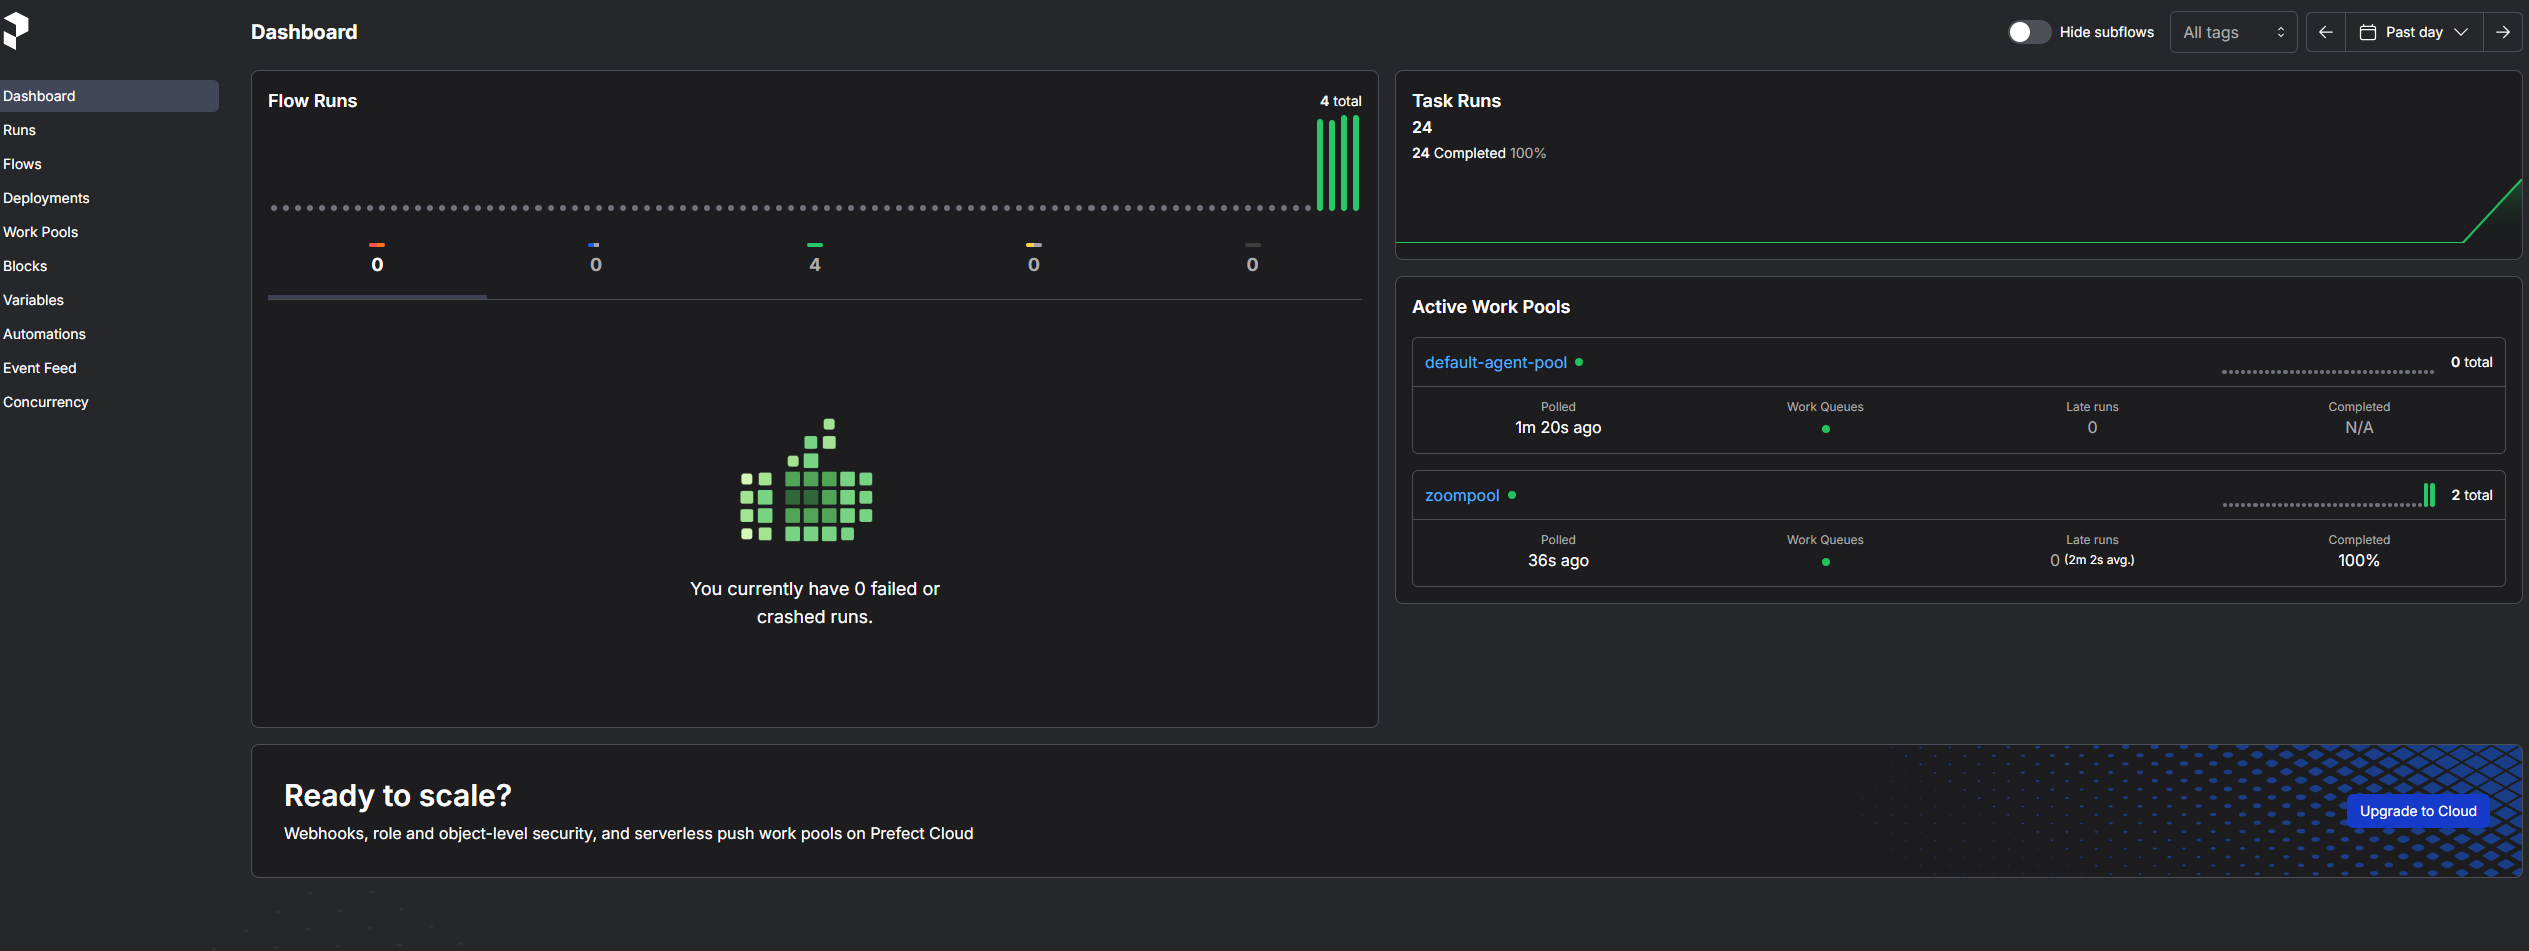 Dashboard
Hide subflows
All tags
Past day
Dashboard
Runs
Flows
Deployments
Work Pools
Blocks
Variables
Automations
Event Feed
Concurrency
Flow Runs
4 total
0
0
4
0
0
You currently have 0 failed or
crashed runs.
Task Runs
24
24 Completed 100%
Active Work Pools
default-agent-pool
0 total
Polled
1m 20s ago
Work Queues
Late runs
0
Completed
N/A
zoompool
2 total
Polled
36s ago
Work Queues
Late runs
0 (2m 2s avg.)
Completed
100%
Ready to scale?
Webhooks, role and object-level security, and serverless push work pools on Prefect Cloud
Upgrade to Cloud